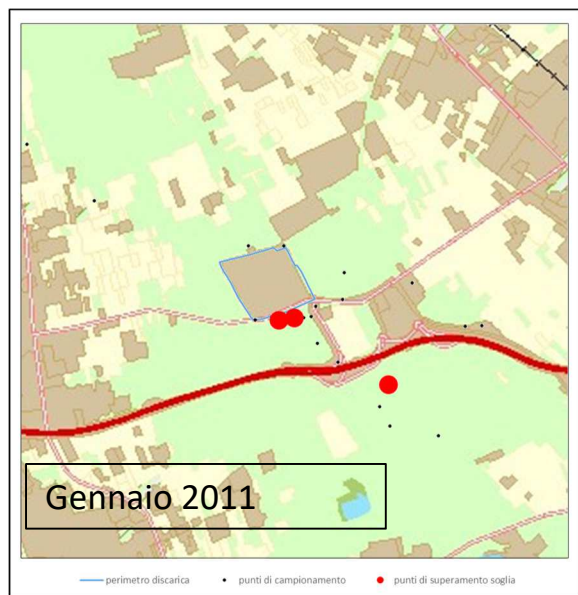 Gennaio 2011
perimetro discarica punti di campionamento punti di superamento soglia